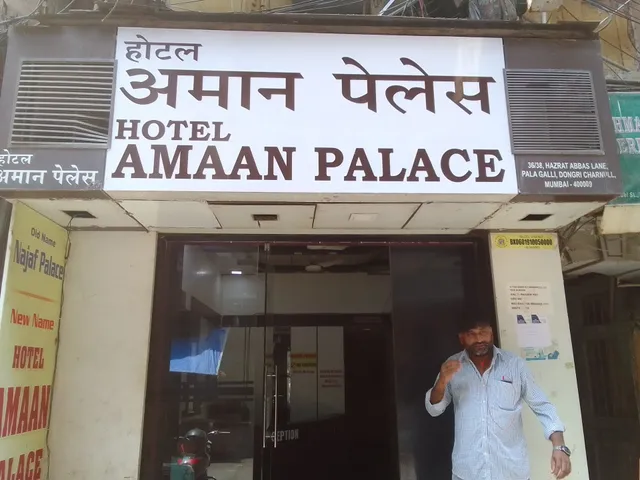 होटल
अमान पेलेस
HOTEL
AMAAN PALACE
36/38, HAZRAT ABBAS LANE,
PALA GALLI, DONGRI CHARNULL,
MUMBAI - 400009
होटल
अमान पेलेस
Old Name
Najaf Palace
New Name
HOTEL
AMAAN
PALACE